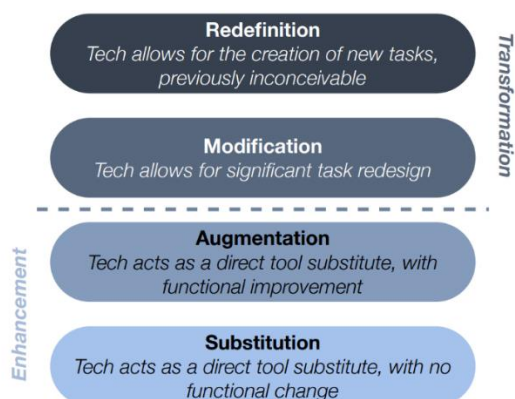 Redefinition
Tech allows for the creation of new tasks,
previously inconceivable
Transformation
Modification
Tech allows for significant task redesign
Enhancement
Augmentation
Tech acts as a direct tool substitute, with
functional improvement
Substitution
Tech acts as a direct tool substitute, with no
functional change